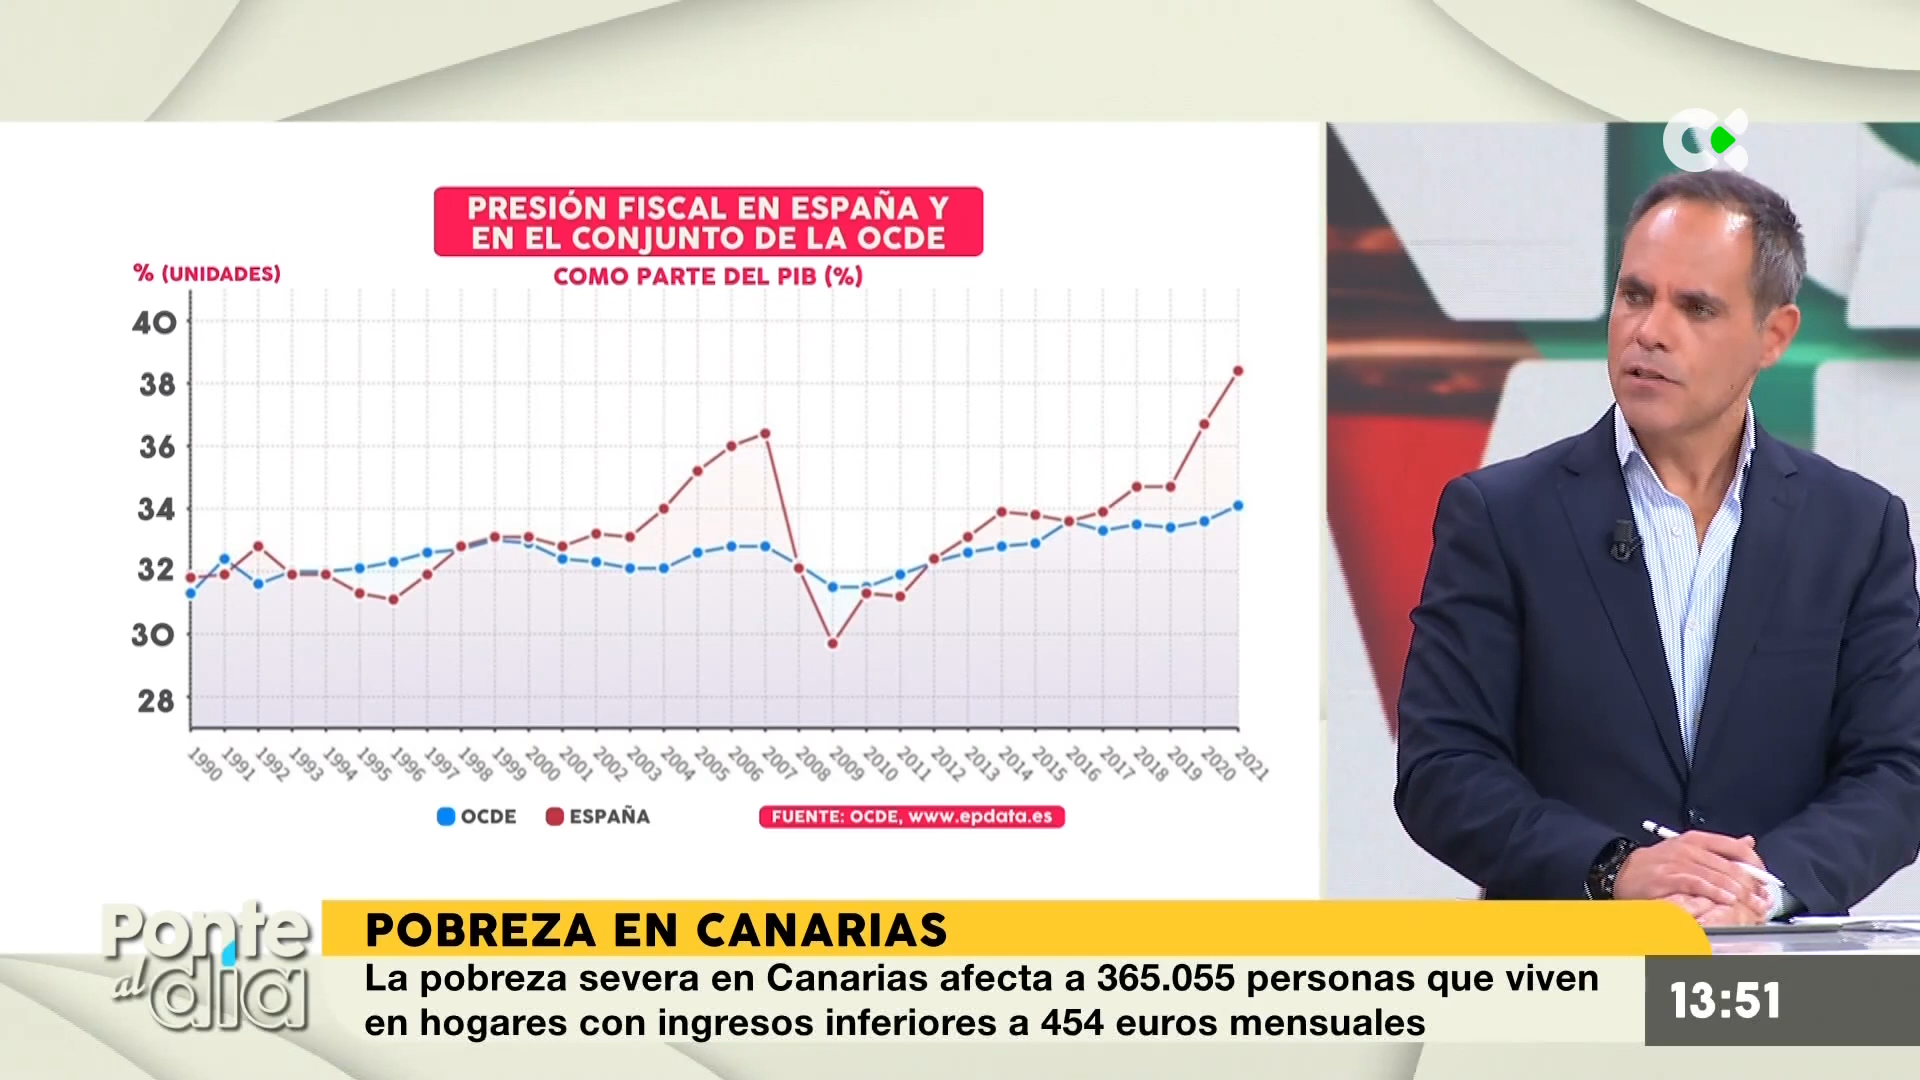 PRESIÓN FISCAL EN ESPAÑA Y
EN EL CONJUNTO DE LA OCDE
% (UNIDADES)
COMO PARTE DEL PIB (%)
40
38
36
34
32
30
28
1990 1991 1992 1993 1994 1995 1996 1997 1998 1999 2000 2001 2002 2003 2004 2005 2006 2007 2008 2009 2010 2011 2012 2013 2014 2015 2016 2017 2018 2019 2020 2021
OCDE ESPAÑA
FUENTE: OCDE, www.epdata.es
Ponte
al día
POBREZA EN CANARIAS
La pobreza severa en Canarias afecta a 365.055 personas que viven
en hogares con ingresos inferiores a 454 euros mensuales
13:51